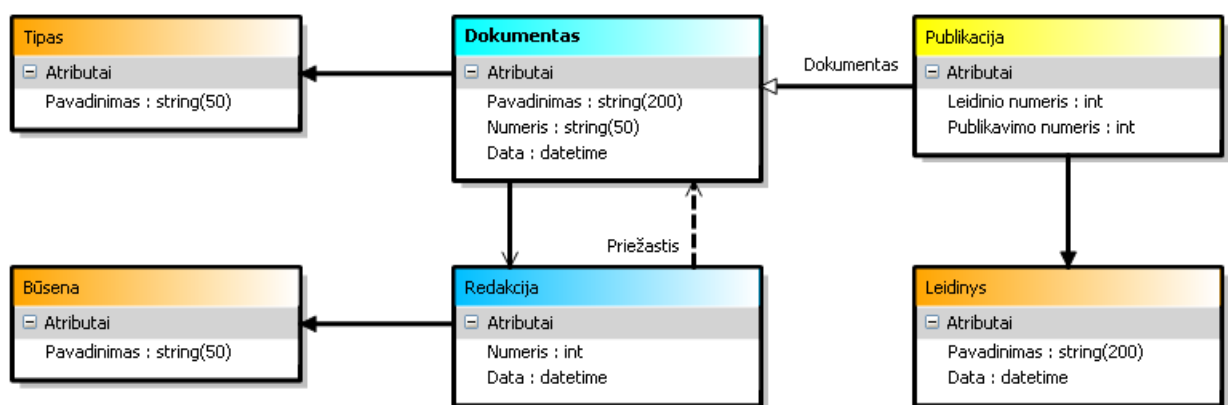 Tipas
Atributai
Pavadinimas : string(50)
Dokumentas
Atributai
Pavadinimas : string(200)
Numeris : string(50)
Data : datetime
Dokumentas
Publikacija
Atributai
Leidinio numeris : int
Publikavimo numeris : int
Priežastis
Būsena
Atributai
Pavadinimas : string(50)
Redakcija
Atributai
Numeris : int
Data : datetime
Leidinys
Atributai
Pavadinimas : string(200)
Data : datetime